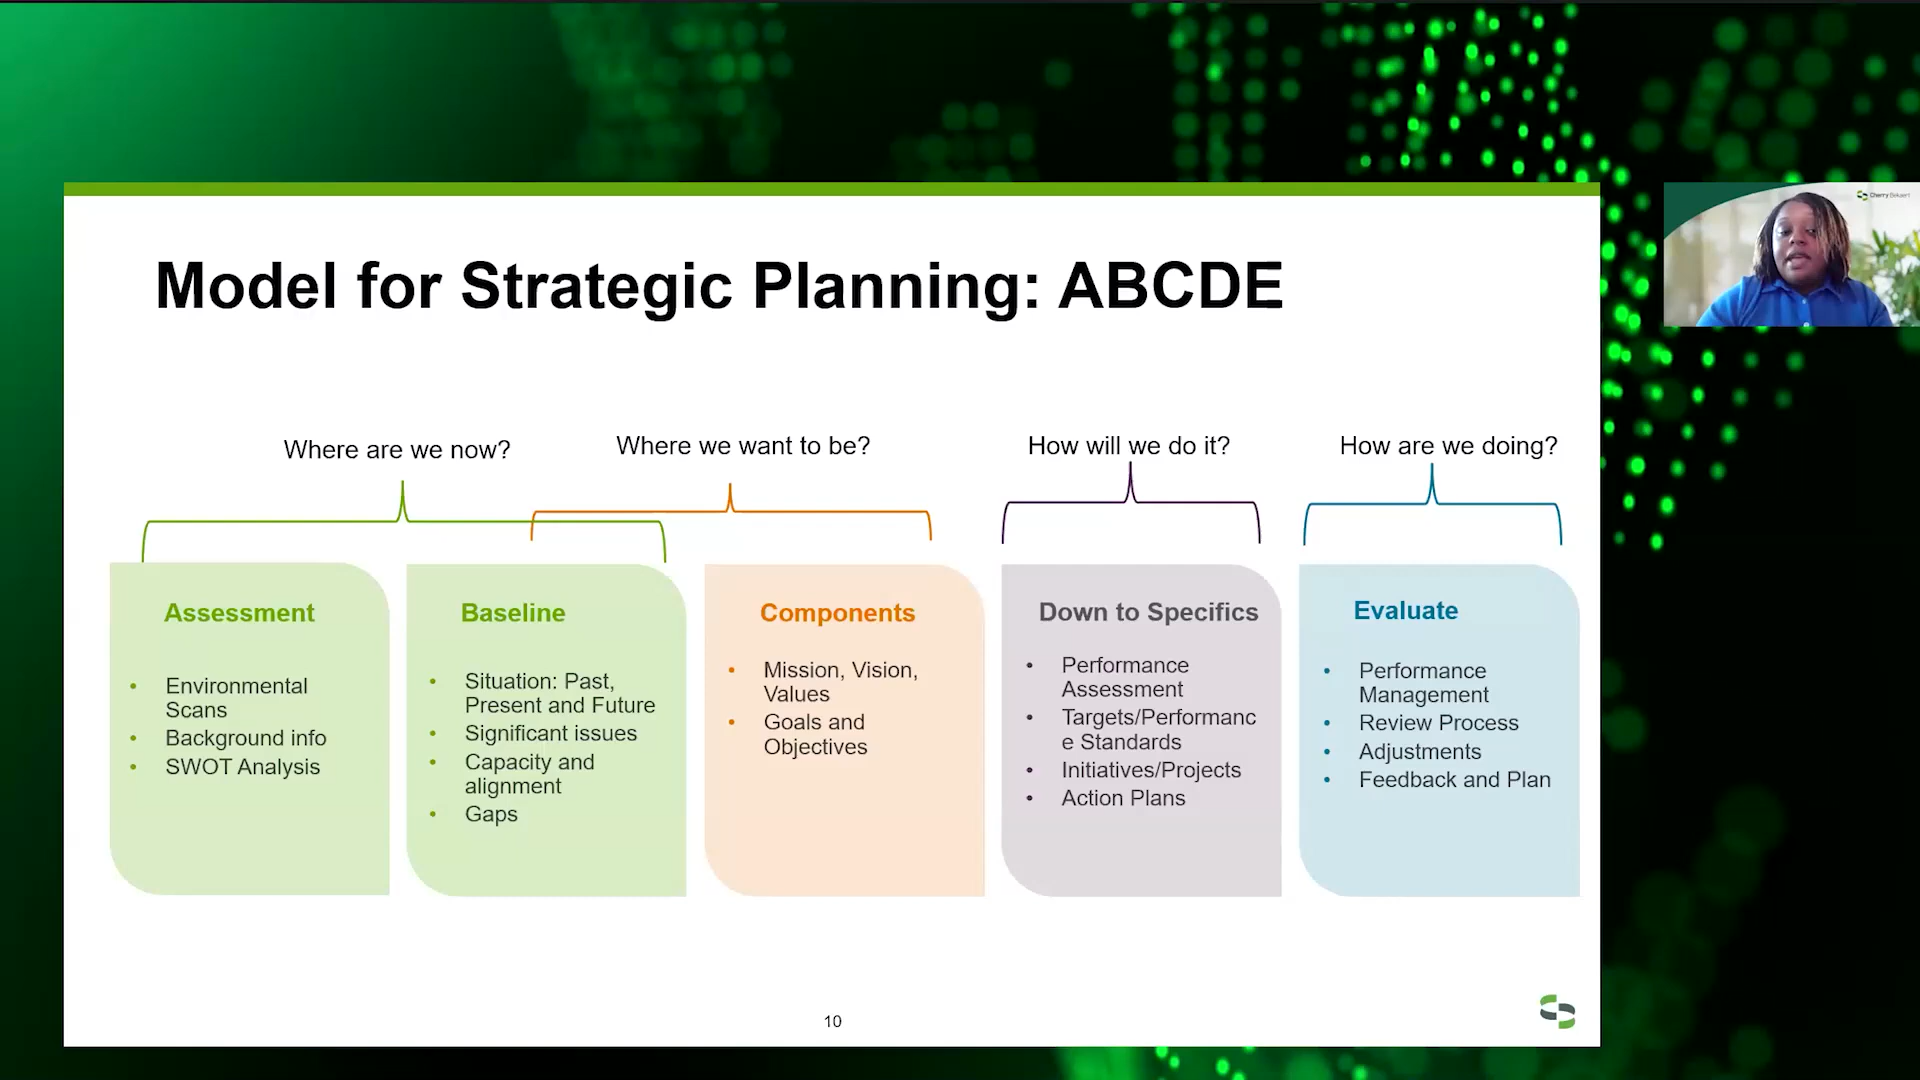 Cherry Bekaert
Model for Strategic Planning: ABCDE
Where are we now?
Where we want to be?
How will we do it?
How are we doing?
Assessment
• Environmental
Scans
• Background info
• SWOT Analysis
Baseline
• Situation: Past,
Present and Future
• Significant issues
• Capacity and
alignment
• Gaps
Components
• Mission, Vision,
Values
• Goals and
Objectives
Down to Specifics
• Performance
Assessment
• Targets/Performanc
e Standards
• Initiatives/Projects
• Action Plans
Evaluate
• Performance
Management
• Review Process
• Adjustments
• Feedback and Plan
10